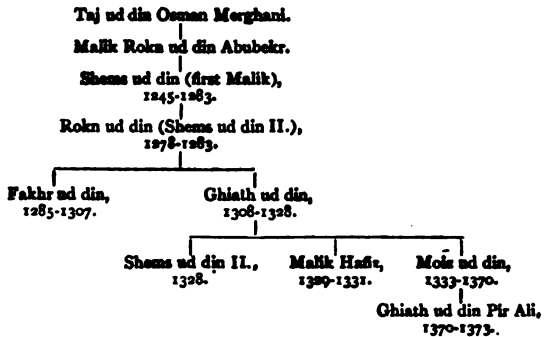 Taj ud din Osman Merghani.
Malik Rokn ud din Abubekr.
Shems ud din (first Malik),
1245-1283.
Rokn ud din (Shems ud din II.),
1278-1283.
Fakhr ud din,
1285-1307.
Ghiath ud din,
1308-1328.
Shems ud din II.,
1328.
Malik Hafiz,
1329-1331.
Moiz ud din,
1333-1370.
Ghiath ud din Pir Ali,
1370-1373.